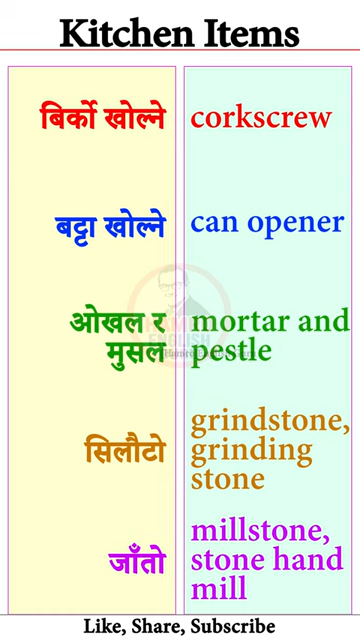 Kitchen Items
बिर्को खोल्ने corkscrew
बट्टा खोल्ने can opener
ओखल र mortar and
मुसल pestle
सिलौटो grindstone,
grinding
stone
जाँतो millstone,
stone hand
mill
Like, Share, Subscribe